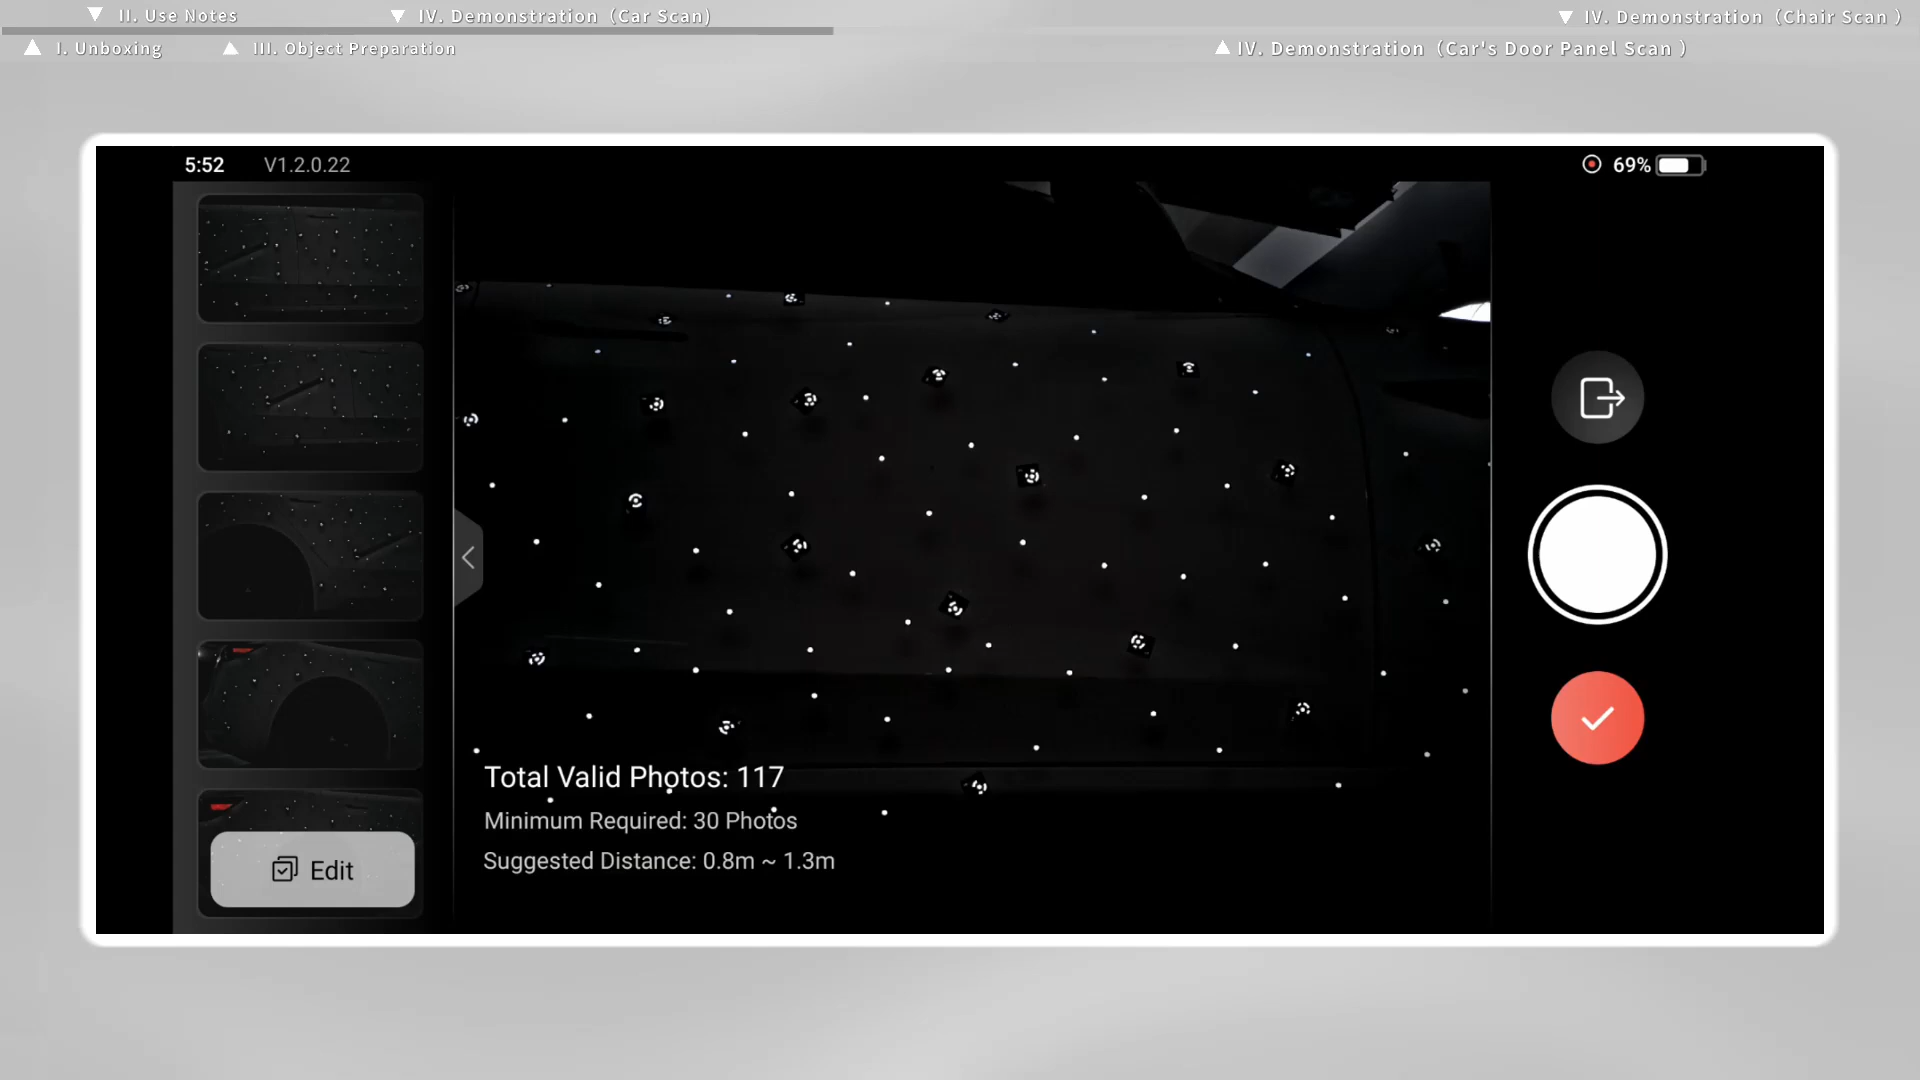 II. Use Notes
IV. Demonstration（Car Scan)
IV. Demonstration（Chair Scan ）
I. Unboxing
III. Object Preparation
IV. Demonstration（Car's Door Panel Scan ）
5:52
V1.2.0.22
69%
Total Valid Photos: 117
Minimum Required: 30 Photos
Suggested Distance: 0.8m ~ 1.3m
Edit